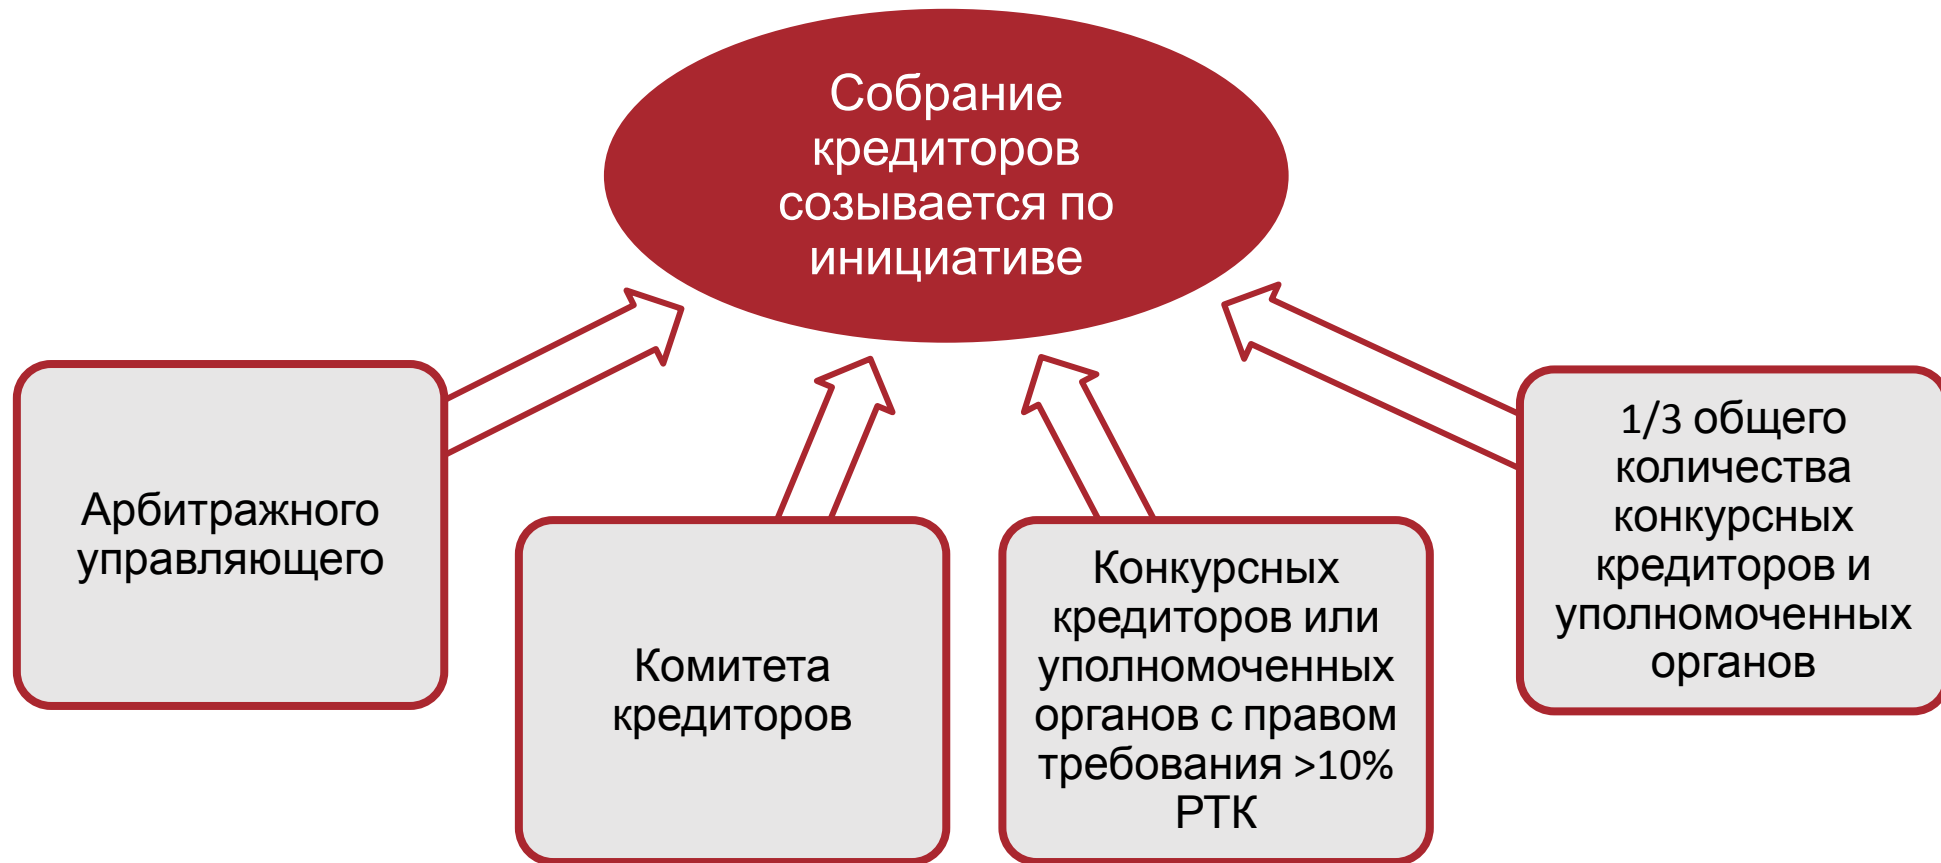 Собрание
кредиторов
созывается по
инициативе
Арбитражного
управляющего
Комитета
кредиторов
Конкурсных
кредиторов или
уполномоченных
органов с правом
требования >10%
РТК
1/3 общего
количества
конкурсных
кредиторов и
уполномоченных
органов